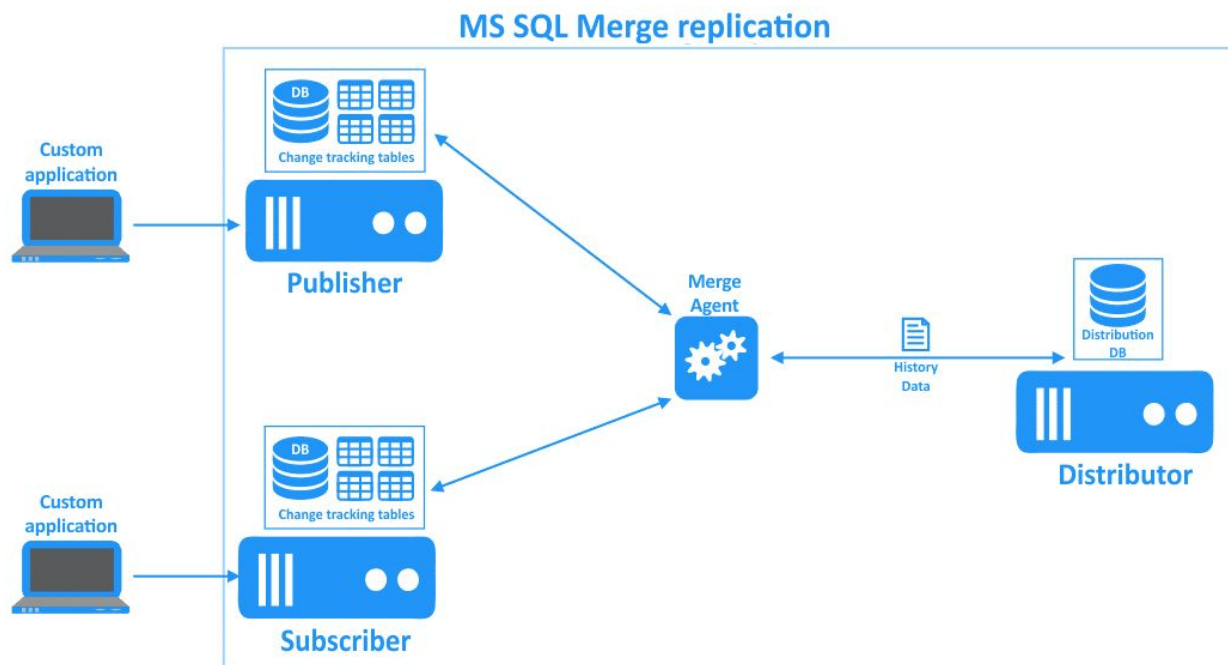 MS SQL Merge replication
DB
Change tracking tables
Custom
application
Publisher
Merge
Agent
Distribution
DB
History
Data
DB
Change tracking tables
Distributor
Custom
application
Subscriber